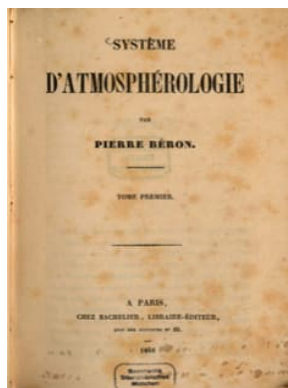 SYSTÈME
D'ATMOSPHÉROLOGIE
PAR
PIERRE BÉRON.
TOME PREMIER.
A PARIS,
CHEZ BACHELIER, LIBRAIRE-ÉDITEUR,